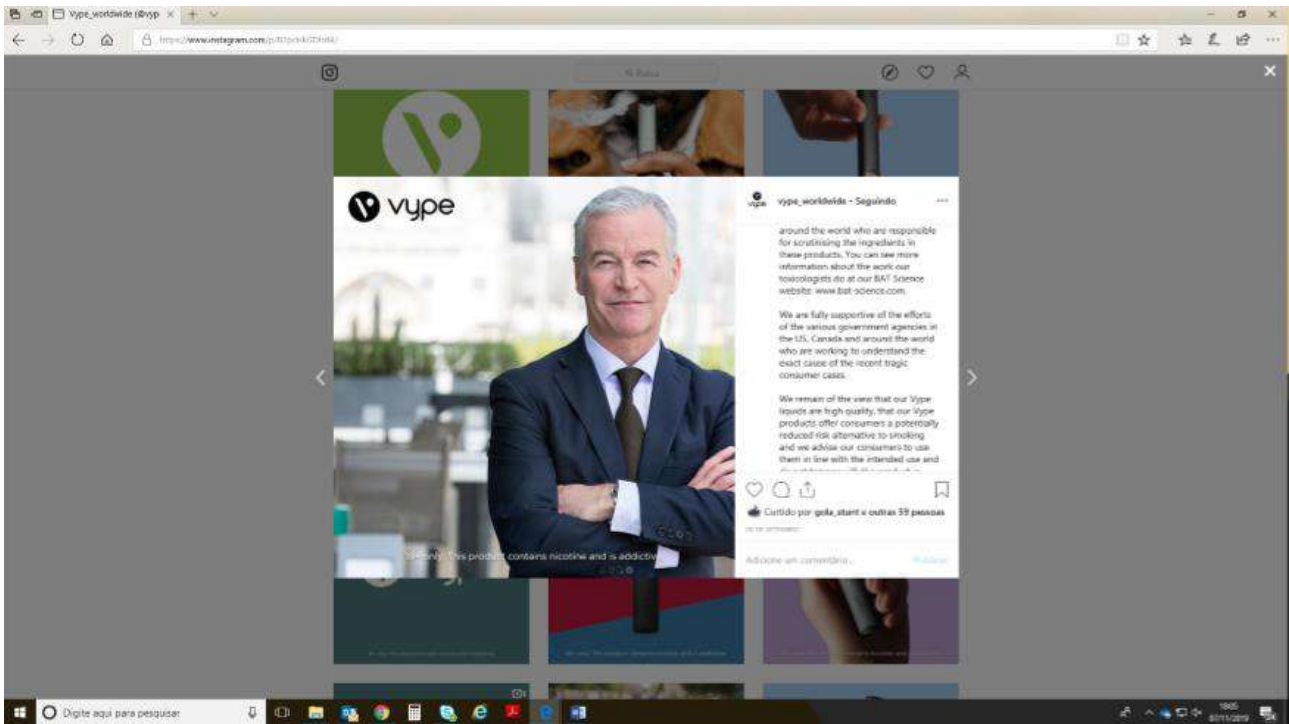 Vype_worldwide (@vyp
Busca
vype
vype_worldwide • Seguindo
around the world who are responsible
for scrutinising the ingredients in
these products. You can see more
information about the work our
toxicologists do at our BAT Science
website: www.bat-science.com.
We are fully supportive of the efforts
of the various government agencies in
the US, Canada and around the world
who are working to understand the
exact cause of the recent tragic
consumer cases.
We remain of the view that our Vype
liquids are high quality, that our Vype
products offer consumers a potentially
reduced risk alternative to smoking
and we advise our consumers to use
them in line with the intended use and
Curtido por gola_stunt e outras 59 pessoas
Adicione um comentário...
Publicar
only. This product contains nicotine and is addictive
Digite aqui para pesquisar